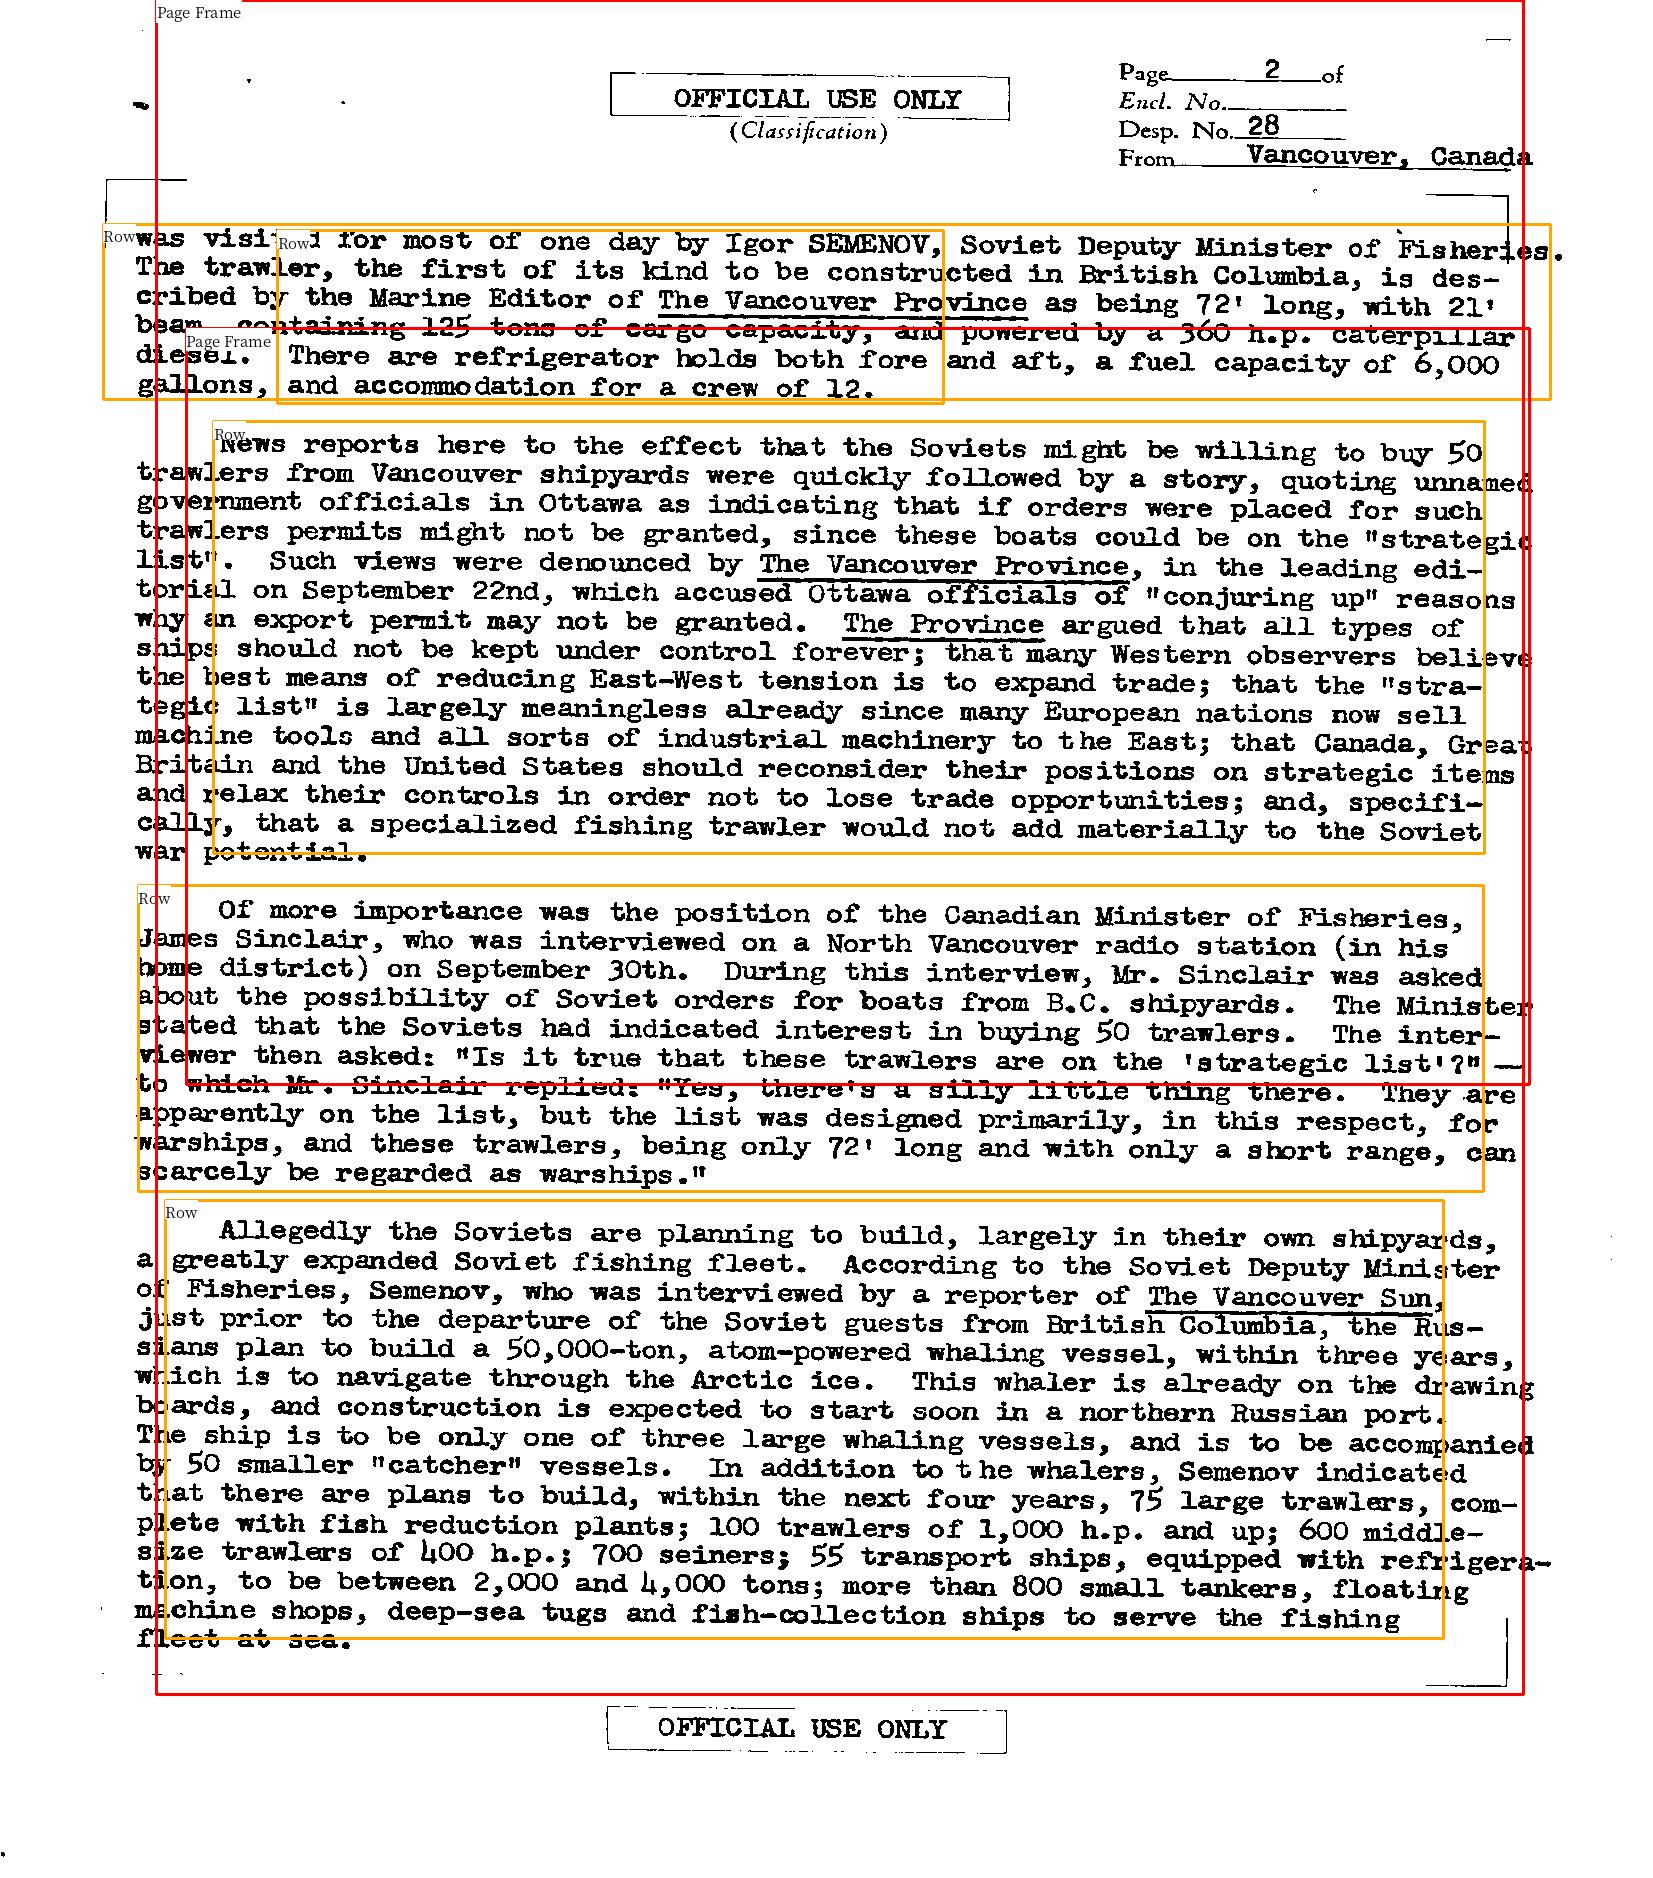 Page 2 of
OFFICIAL USE ONLY
Encl. No.
(Classification)
Desp. No. 28
From Vancouver, Canada
was visited for most of one day by Igor SEMENOV, Soviet Deputy Minister of Fisheries.
The trawler, the first of its kind to be constructed in British Columbia, is des-
cribed by the Marine Editor of The Vancouver Province as being 72' long, with 21'
beam, containing 125 tons of cargo capacity, and powered by a 360 h.p. caterpillar
diesel. There are refrigerator holds both fore and aft, a fuel capacity of 6,000
gallons, and accommodation for a crew of 12.
News reports here to the effect that the Soviets might be willing to buy 50
trawlers from Vancouver shipyards were quickly followed by a story, quoting unnamed
government officials in Ottawa as indicating that if orders were placed for such
trawlers permits might not be granted, since these boats could be on the "strategic
list". Such views were denounced by The Vancouver Province, in the leading edi-
torial on September 22nd, which accused Ottawa officials of "conjuring up" reasons
why an export permit may not be granted. The Province argued that all types of
ships should not be kept under control forever; that many Western observers believe
the best means of reducing East-West tension is to expand trade; that the "stra-
tegic list" is largely meaningless already since many European nations now sell
machine tools and all sorts of industrial machinery to the East; that Canada, Great
Britain and the United States should reconsider their positions on strategic items
and relax their controls in order not to lose trade opportunities; and, specifi-
cally, that a specialized fishing trawler would not add materially to the Soviet
war potential.
Of more importance was the position of the Canadian Minister of Fisheries,
James Sinclair, who was interviewed on a North Vancouver radio station (in his
home district) on September 30th. During this interview, Mr. Sinclair was asked
about the possibility of Soviet orders for boats from B.C. shipyards. The Minister
stated that the Soviets had indicated interest in buying 50 trawlers. The inter-
viewer then asked: "Is it true that these trawlers are on the 'strategic list'?" —
to which Mr. Sinclair replied: "Yes, there's a silly little thing there. They are
apparently on the list, but the list was designed primarily, in this respect, for
warships, and these trawlers, being only 72' long and with only a short range, can
scarcely be regarded as warships."
Allegedly the Soviets are planning to build, largely in their own shipyards,
a greatly expanded Soviet fishing fleet. According to the Soviet Deputy Minister
of Fisheries, Semenov, who was interviewed by a reporter of The Vancouver Sun,
just prior to the departure of the Soviet guests from British Columbia, the Rus-
sians plan to build a 50,000-ton, atom-powered whaling vessel, within three years,
which is to navigate through the Arctic ice. This whaler is already on the drawing
boards, and construction is expected to start soon in a northern Russian port.
The ship is to be only one of three large whaling vessels, and is to be accompanied
by 50 smaller "catcher" vessels. In addition to the whalers, Semenov indicated
that there are plans to build, within the next four years, 75 large trawlers, com-
plete with fish reduction plants; 100 trawlers of 1,000 h.p. and up; 600 middle-
size trawlers of 400 h.p.; 700 seiners; 55 transport ships, equipped with refrigera-
tion, to be between 2,000 and 4,000 tons; more than 800 small tankers, floating
machine shops, deep-sea tugs and fish-collection ships to serve the fishing
fleet at sea.
OFFICIAL USE ONLY
Page Frame
Row
Row
Page Frame
Row
Row
Row